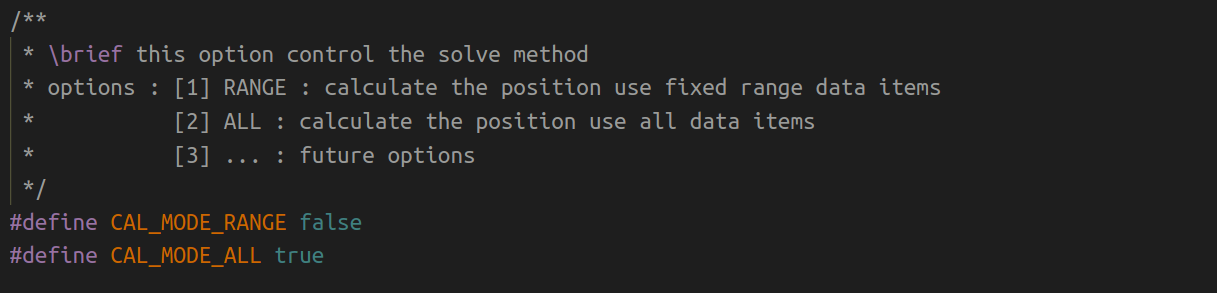 /**
 * \brief this option control the solve method
 * options : [1] RANGE : calculate the position use fixed range data items
 *           [2] ALL : calculate the position use all data items
 *           [3] ... : future options
 */
#define CAL_MODE_RANGE false
#define CAL_MODE_ALL true